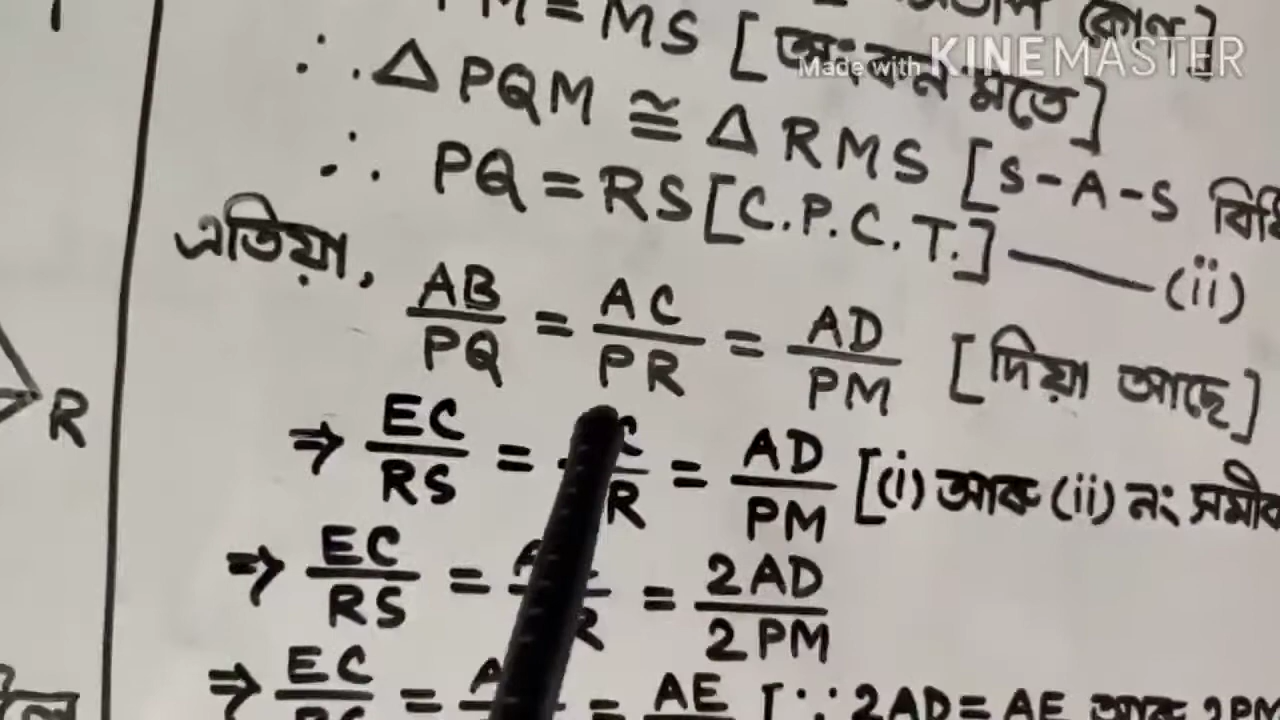 PM = MS [অংকন মতে]
Made with KINEMASTER
∴ Δ PQM ≅ Δ RMS [S-A-S
∴ PQ = RS [C.P.C.T.] —— (ii)
এতিয়া,
AB/PQ = AC/PR = AD/PM [দিয়া আছে]
R
⇒ EC/RS = = AD/PM [(i) আৰু (ii) নং
⇒ EC/RS = = 2AD/2PM
⇒ EC = = AE [∵ 2AD = AE আৰু 2PM